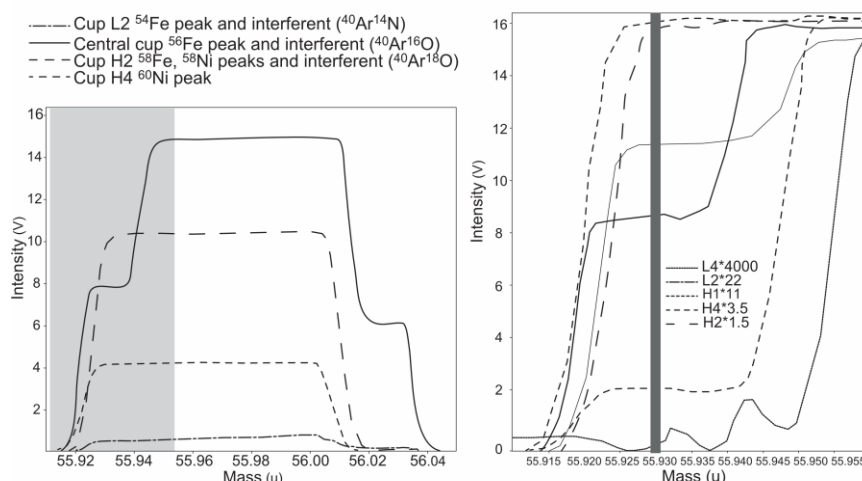 Cup L2 ⁵⁴Fe peak and interferent (⁴⁰Ar¹⁴N)
Central cup ⁵⁶Fe peak and interferent (⁴⁰Ar¹⁶O)
Cup H2 ⁵⁸Fe, ⁵⁸Ni peaks and interferent (⁴⁰Ar¹⁸O)
Cup H4 ⁶⁰Ni peak
16
14
12
10
8
6
4
2
Intensity (V)
55.92 55.94 55.96 55.98 56.00 56.02 56.04
Mass (u)
16
14
12
10
8
6
4
2
0
Intensity (V)
L4*4000
L2*22
H1*11
H4*3.5
H2*1.5
55.915 55.920 55.925 55.930 55.935 55.940 55.945 55.950 55.955
Mass (u)